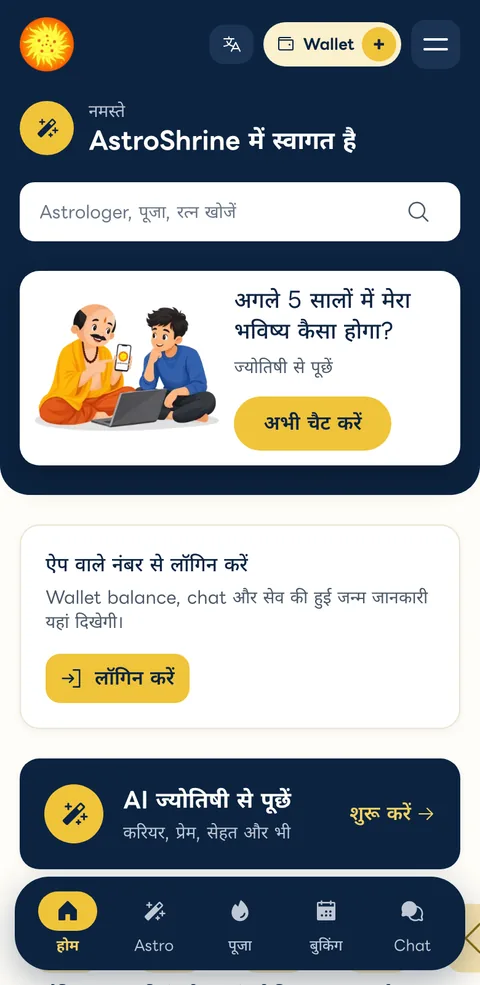 Wallet
नमस्ते
AstroShrine में स्वागत है
Astrologer, पूजा, रत्न खोजें
अगले 5 सालों में मेरा
भविष्य कैसा होगा?
ज्योतिषी से पूछें
अभी चैट करें
ऐप वाले नंबर से लॉगिन करें
Wallet balance, chat और सेव की हुई जन्म जानकारी
यहां दिखेगी।
लॉगिन करें
AI ज्योतिषी से पूछें
करियर, प्रेम, सेहत और भी
शुरू करें →
होम
Astro
पूजा
बुकिंग
Chat